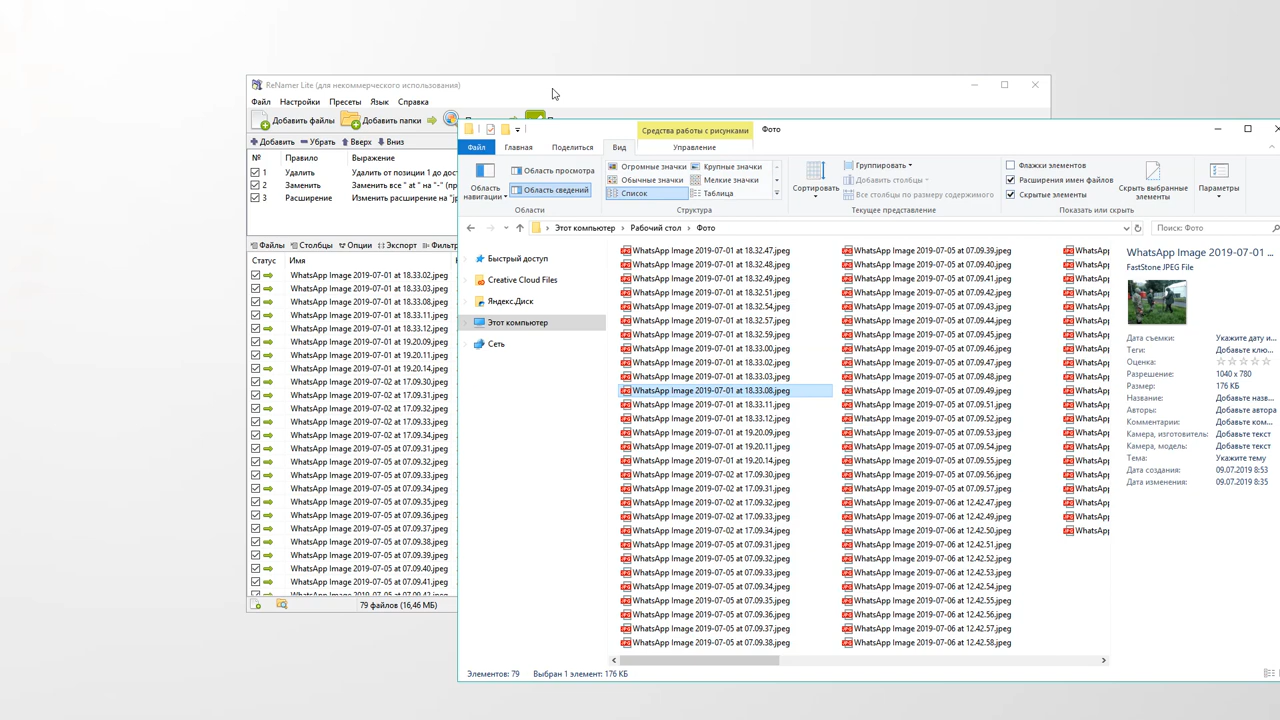 ReNamer Lite (для некоммерческого использования)
Файл Настройки Пресеты Язык Справка
Добавить файлы Добавить папки
Добавить Убрать Вверх Вниз
№ Правило Выражение
1 Удалить Удалить от позиции 1 до дост
2 Заменить Заменить все " at " на "-" (пр
3 Расширение Изменить расширение на "jp
Файлы Столбцы Опции Экспорт Фильтр
Статус Имя
WhatsApp Image 2019-07-01 at 18.33.02.jpeg
WhatsApp Image 2019-07-01 at 18.33.03.jpeg
WhatsApp Image 2019-07-01 at 18.33.08.jpeg
WhatsApp Image 2019-07-01 at 18.33.11.jpeg
WhatsApp Image 2019-07-01 at 18.33.12.jpeg
WhatsApp Image 2019-07-01 at 19.20.09.jpeg
WhatsApp Image 2019-07-01 at 19.20.11.jpeg
WhatsApp Image 2019-07-01 at 19.20.14.jpeg
WhatsApp Image 2019-07-02 at 17.09.30.jpeg
WhatsApp Image 2019-07-02 at 17.09.31.jpeg
WhatsApp Image 2019-07-02 at 17.09.32.jpeg
WhatsApp Image 2019-07-02 at 17.09.33.jpeg
WhatsApp Image 2019-07-02 at 17.09.34.jpeg
WhatsApp Image 2019-07-05 at 07.09.31.jpeg
WhatsApp Image 2019-07-05 at 07.09.32.jpeg
WhatsApp Image 2019-07-05 at 07.09.33.jpeg
WhatsApp Image 2019-07-05 at 07.09.34.jpeg
WhatsApp Image 2019-07-05 at 07.09.35.jpeg
WhatsApp Image 2019-07-05 at 07.09.36.jpeg
WhatsApp Image 2019-07-05 at 07.09.37.jpeg
WhatsApp Image 2019-07-05 at 07.09.38.jpeg
WhatsApp Image 2019-07-05 at 07.09.39.jpeg
WhatsApp Image 2019-07-05 at 07.09.40.jpeg
WhatsApp Image 2019-07-05 at 07.09.41.jpeg
79 файлов (16,46 МБ)
Средства работы с рисунками Фото
Файл Главная Поделиться Вид Управление
Область навигации
Область просмотра
Область сведений
Области
Огромные значки Крупные значки
Обычные значки Мелкие значки
Список Таблица
Структура
Сортировать
Группировать
Добавить столбцы
Все столбцы по размеру содержимого
Текущее представление
Флажки элементов
Расширения имен файлов
Скрытые элементы
Скрыть выбранные элементы
Показать или скрыть
Параметры
Этот компьютер Рабочий стол Фото
Поиск: Фото
Быстрый доступ
Creative Cloud Files
Яндекс.Диск
Этот компьютер
Сеть
WhatsApp Image 2019-07-01 at 18.32.47.jpeg
WhatsApp Image 2019-07-01 at 18.32.48.jpeg
WhatsApp Image 2019-07-01 at 18.32.49.jpeg
WhatsApp Image 2019-07-01 at 18.32.51.jpeg
WhatsApp Image 2019-07-01 at 18.32.54.jpeg
WhatsApp Image 2019-07-01 at 18.32.57.jpeg
WhatsApp Image 2019-07-01 at 18.32.59.jpeg
WhatsApp Image 2019-07-01 at 18.33.00.jpeg
WhatsApp Image 2019-07-01 at 18.33.02.jpeg
WhatsApp Image 2019-07-01 at 18.33.03.jpeg
WhatsApp Image 2019-07-01 at 18.33.08.jpeg
WhatsApp Image 2019-07-01 at 18.33.11.jpeg
WhatsApp Image 2019-07-01 at 18.33.12.jpeg
WhatsApp Image 2019-07-01 at 19.20.09.jpeg
WhatsApp Image 2019-07-01 at 19.20.11.jpeg
WhatsApp Image 2019-07-01 at 19.20.14.jpeg
WhatsApp Image 2019-07-02 at 17.09.30.jpeg
WhatsApp Image 2019-07-02 at 17.09.31.jpeg
WhatsApp Image 2019-07-02 at 17.09.32.jpeg
WhatsApp Image 2019-07-02 at 17.09.33.jpeg
WhatsApp Image 2019-07-02 at 17.09.34.jpeg
WhatsApp Image 2019-07-05 at 07.09.31.jpeg
WhatsApp Image 2019-07-05 at 07.09.32.jpeg
WhatsApp Image 2019-07-05 at 07.09.33.jpeg
WhatsApp Image 2019-07-05 at 07.09.34.jpeg
WhatsApp Image 2019-07-05 at 07.09.35.jpeg
WhatsApp Image 2019-07-05 at 07.09.36.jpeg
WhatsApp Image 2019-07-05 at 07.09.37.jpeg
WhatsApp Image 2019-07-05 at 07.09.38.jpeg
WhatsApp Image 2019-07-05 at 07.09.39.jpeg
WhatsApp Image 2019-07-05 at 07.09.40.jpeg
WhatsApp Image 2019-07-05 at 07.09.41.jpeg
WhatsApp Image 2019-07-05 at 07.09.42.jpeg
WhatsApp Image 2019-07-05 at 07.09.43.jpeg
WhatsApp Image 2019-07-05 at 07.09.44.jpeg
WhatsApp Image 2019-07-05 at 07.09.45.jpeg
WhatsApp Image 2019-07-05 at 07.09.46.jpeg
WhatsApp Image 2019-07-05 at 07.09.47.jpeg
WhatsApp Image 2019-07-05 at 07.09.48.jpeg
WhatsApp Image 2019-07-05 at 07.09.49.jpeg
WhatsApp Image 2019-07-05 at 07.09.51.jpeg
WhatsApp Image 2019-07-05 at 07.09.52.jpeg
WhatsApp Image 2019-07-05 at 07.09.53.jpeg
WhatsApp Image 2019-07-05 at 07.09.54.jpeg
WhatsApp Image 2019-07-05 at 07.09.55.jpeg
WhatsApp Image 2019-07-05 at 07.09.56.jpeg
WhatsApp Image 2019-07-05 at 07.09.57.jpeg
WhatsApp Image 2019-07-06 at 12.42.47.jpeg
WhatsApp Image 2019-07-06 at 12.42.49.jpeg
WhatsApp Image 2019-07-06 at 12.42.50.jpeg
WhatsApp Image 2019-07-06 at 12.42.51.jpeg
WhatsApp Image 2019-07-06 at 12.42.52.jpeg
WhatsApp Image 2019-07-06 at 12.42.53.jpeg
WhatsApp Image 2019-07-06 at 12.42.54.jpeg
WhatsApp Image 2019-07-06 at 12.42.55.jpeg
WhatsApp Image 2019-07-06 at 12.42.56.jpeg
WhatsApp Image 2019-07-06 at 12.42.57.jpeg
WhatsApp Image 2019-07-06 at 12.42.58.jpeg
WhatsApp Image 2019-07-01 ...
FastStone JPEG File
Дата съемки: Укажите дату и...
Теги: Добавьте клю...
Оценка:
Разрешение: 1040 x 780
Размер: 176 КБ
Название: Добавьте назв...
Авторы: Добавьте автора
Комментарии: Добавьте ком...
Камера, изготовитель: Добавьте текст
Камера, модель: Добавьте текст
Тема: Укажите тему
Дата создания: 09.07.2019 8:53
Дата изменения: 09.07.2019 8:35
Элементов: 79 Выбран 1 элемент: 176 КБ